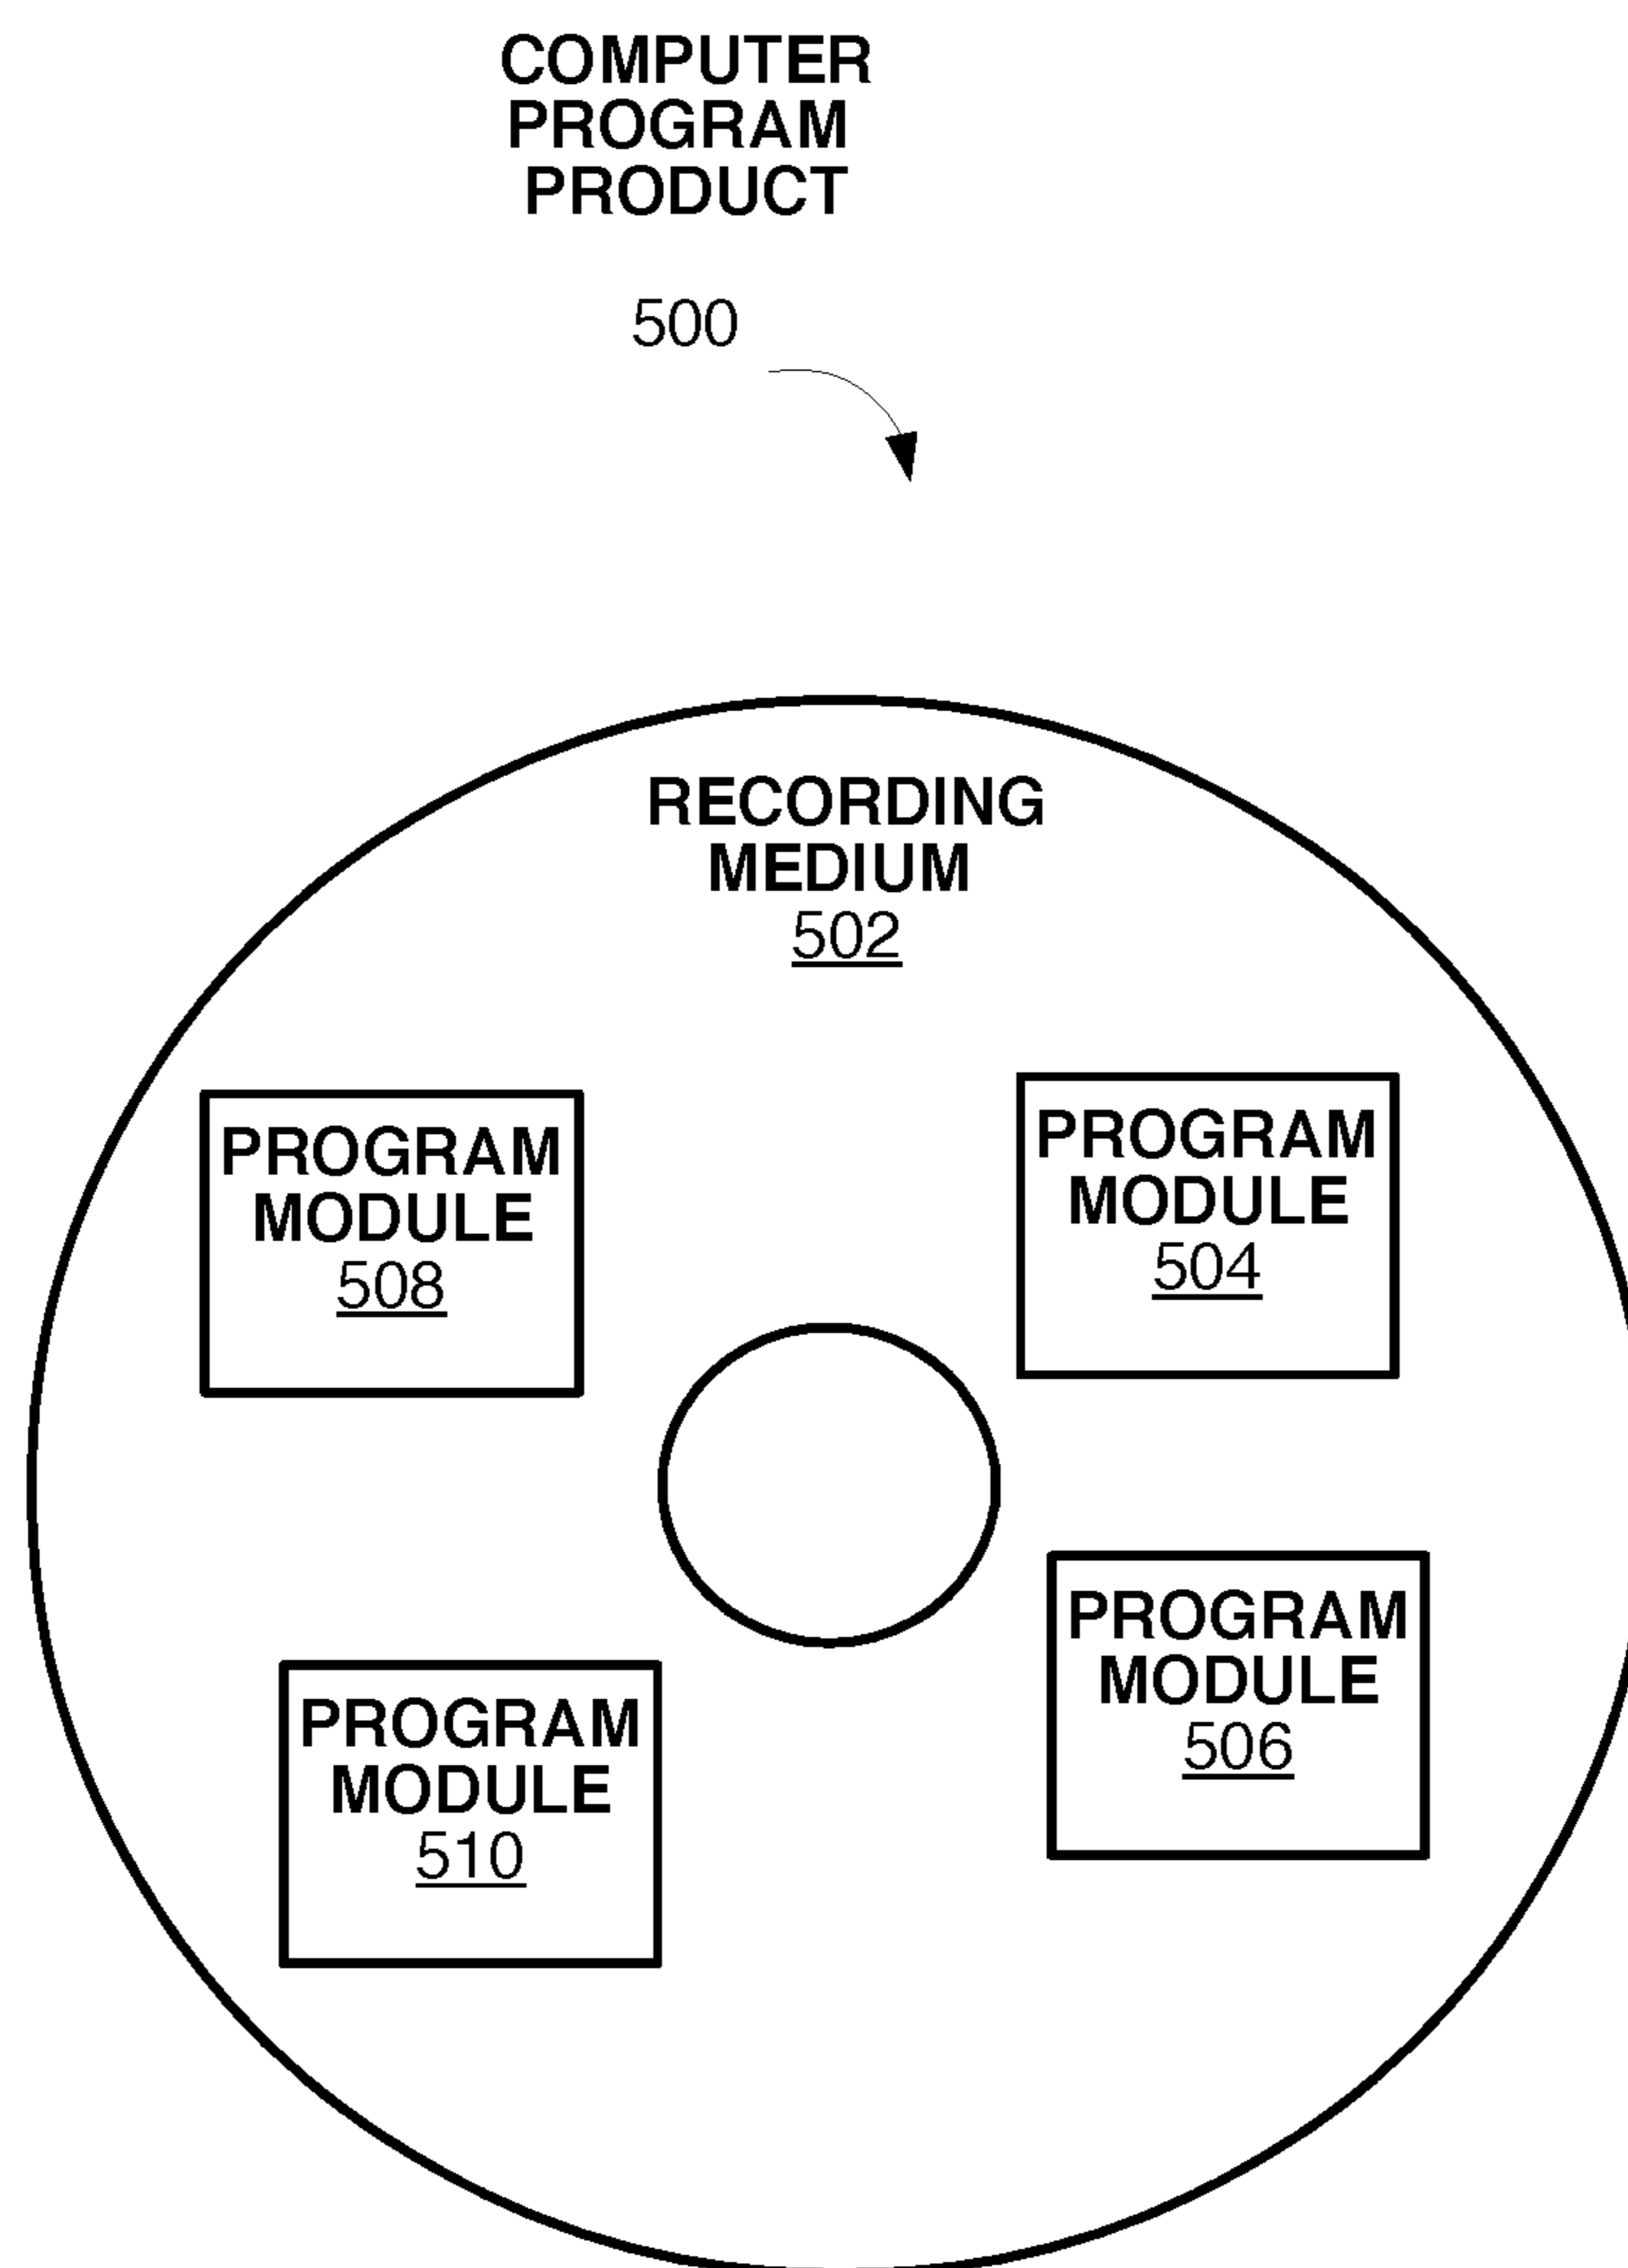 COMPUTER
PROGRAM
PRODUCT
500
RECORDING
MEDIUM
502
PROGRAM
MODULE
508
PROGRAM
MODULE
504
PROGRAM
MODULE
506
PROGRAM
MODULE
510